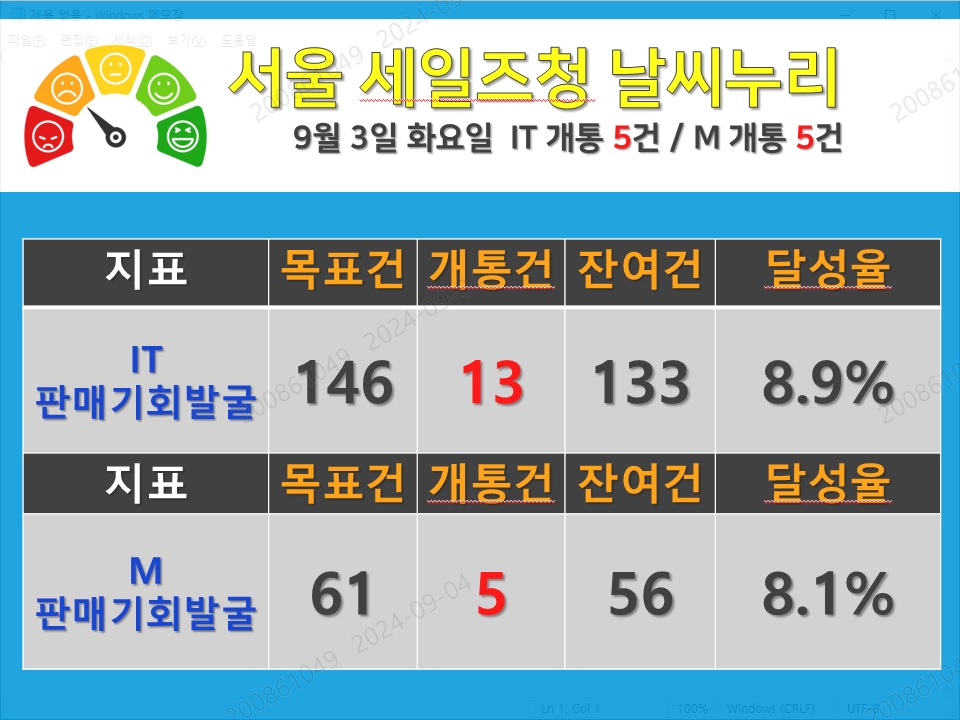 제목 없음 - Windows 메모장
파일(F) 편집(E) 서식(O) 보기(V) 도움말
서울 세일즈청 날씨누리
9월 3일 화요일 IT 개통 5건 / M 개통 5건
지표 목표건 개통건 잔여건 달성율
IT
판매기회발굴 146 13 133 8.9%
지표 목표건 개통건 잔여건 달성율
M
판매기회발굴 61 5 56 8.1%
Ln 1, Col 1 100% Windows (CRLF) UTF-8
200861049 2024-09-04